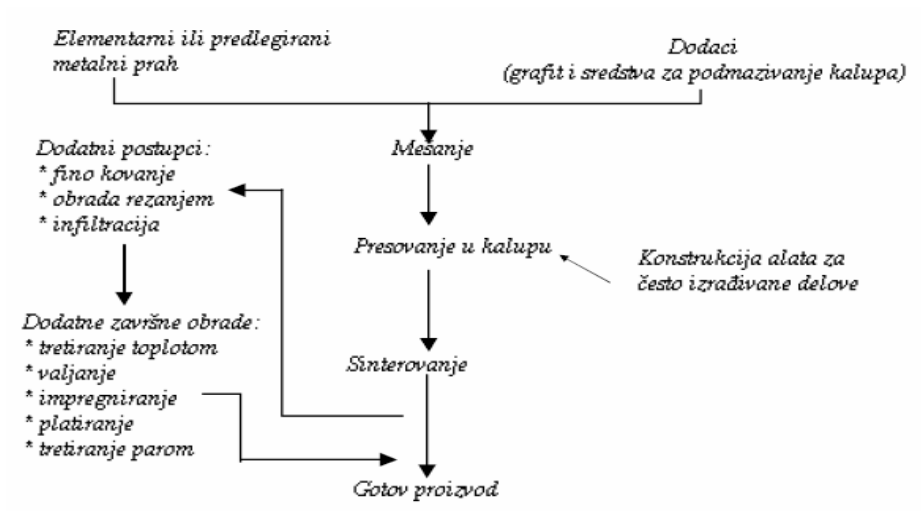 Elementarni ili predlegirani
metalni prah
Dodaci
(grafit i sredstva za podmazivanje kalupa)
Mešanje
Dodatni postupci:
* fino kovanje
* obrada rezanjem
* infiltracija
Presovanje u kalupu
Konstrukcija alata za
često izrađivane delove
Dodatne završne obrade:
* tretiranje toplotom
* valjanje
* impregniranje
* platiranje
* tretiranje parom
Sinterovanje
Gotov proizvod